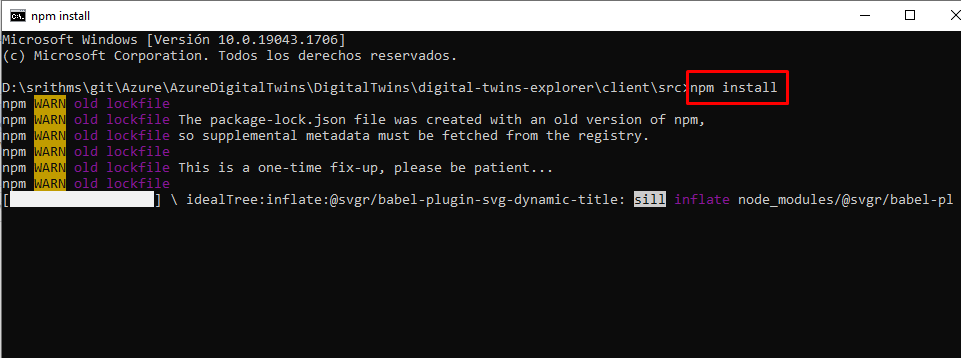 npm install
Microsoft Windows [Versión 10.0.19043.1706]
(c) Microsoft Corporation. Todos los derechos reservados.
D:\srithms\git\Azure\AzureDigitalTwins\DigitalTwins\digital-twins-explorer\client\src>npm install
npm WARN old lockfile
npm WARN old lockfile The package-lock.json file was created with an old version of npm,
npm WARN old lockfile so supplemental metadata must be fetched from the registry.
npm WARN old lockfile
npm WARN old lockfile This is a one-time fix-up, please be patient...
npm WARN old lockfile
[                  ] \ idealTree:inflate:@svgr/babel-plugin-svg-dynamic-title: sill inflate node_modules/@svgr/babel-pl